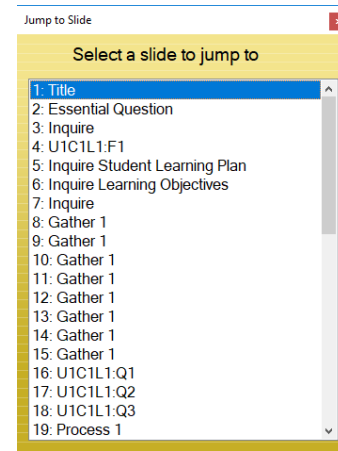 Jump to Slide
Select a slide to jump to
1: Title
2: Essential Question
3: Inquire
4: U1C1L1:F1
5: Inquire Student Learning Plan
6: Inquire Learning Objectives
7: Inquire
8: Gather 1
9: Gather 1
10: Gather 1
11: Gather 1
12: Gather 1
13: Gather 1
14: Gather 1
15: Gather 1
16: U1C1L1:Q1
17: U1C1L1:Q2
18: U1C1L1:Q3
19: Process 1